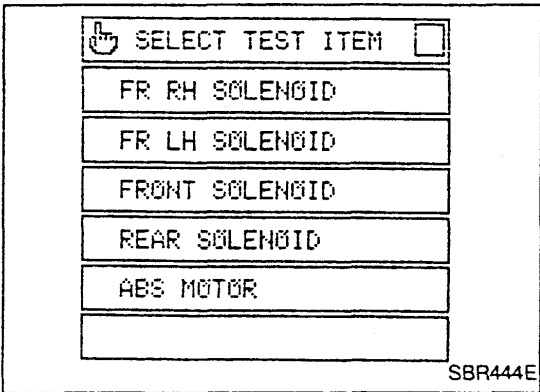 SELECT TEST ITEM
FR RH SOLENOID
FR LH SOLENOID
FRONT SOLENOID
REAR SOLENOID
ABS MOTOR
SBR444E